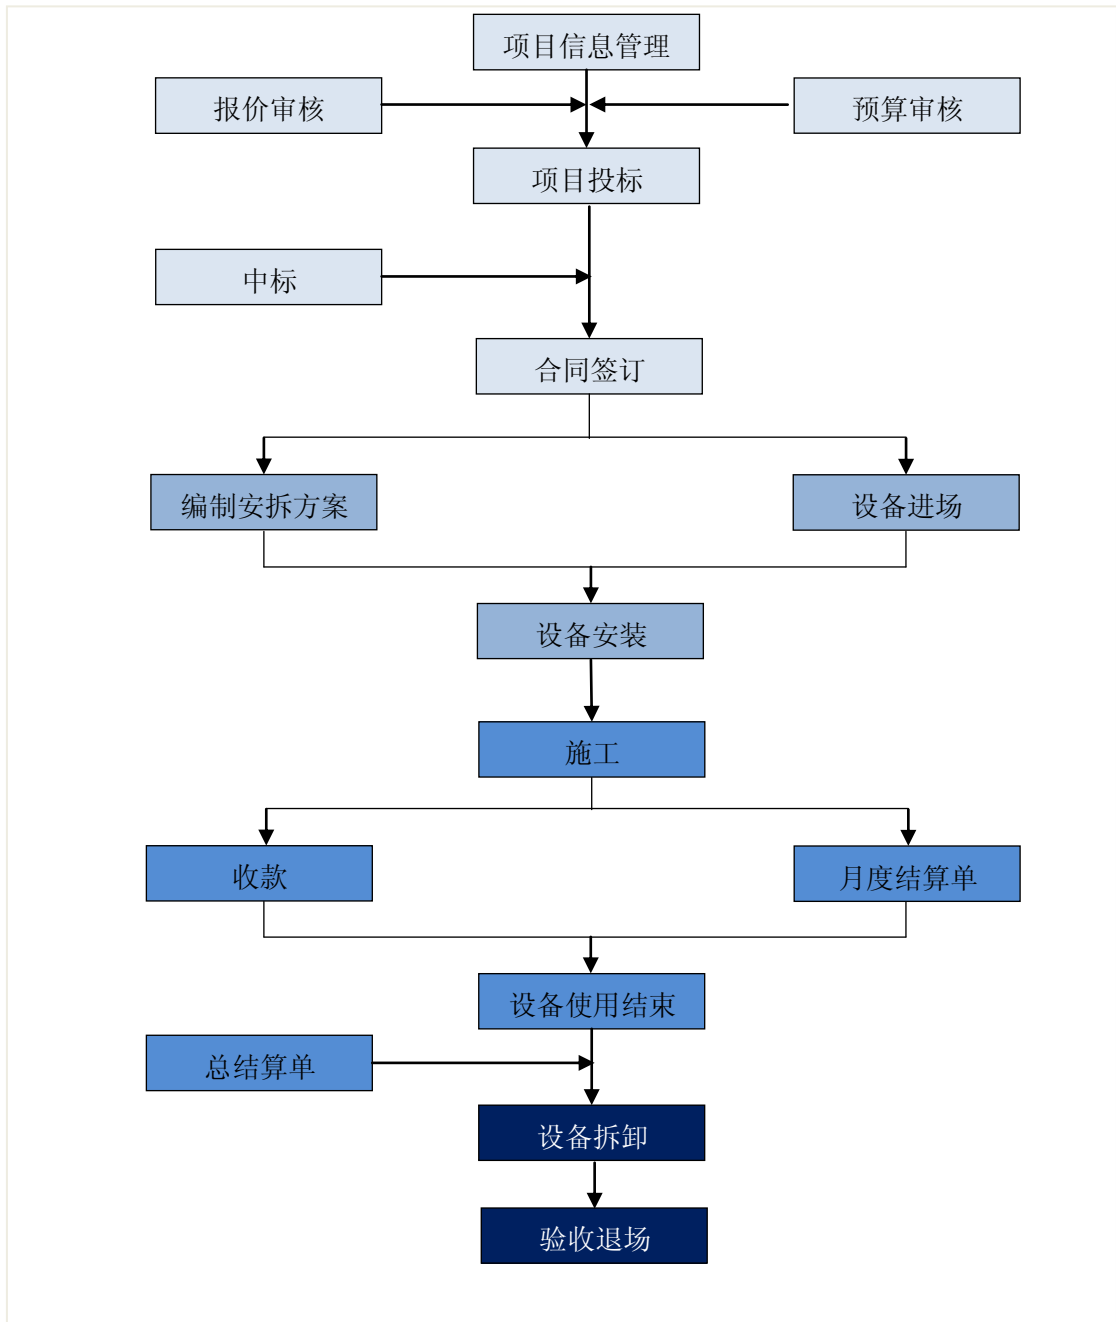 项目信息管理
报价审核
预算审核
项目投标
中标
合同签订
编制安拆方案
设备进场
设备安装
施工
收款
月度结算单
设备使用结束
总结算单
设备拆卸
验收退场